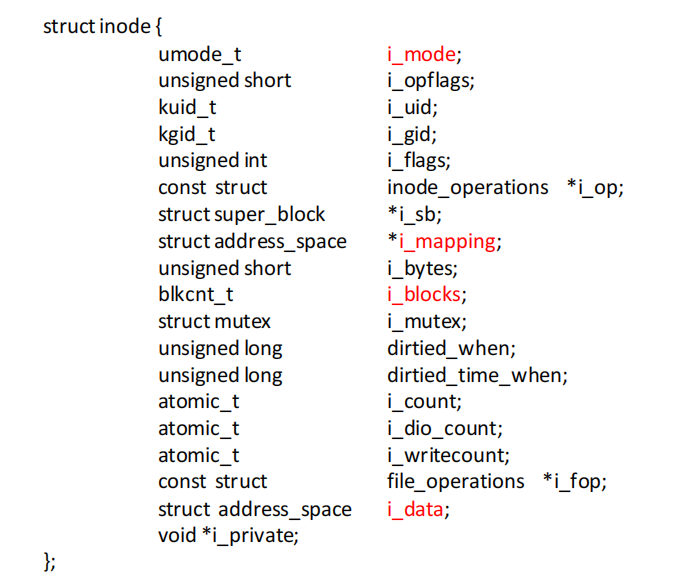 struct inode {
umode_t i_mode;
unsigned short i_opflags;
kuid_t i_uid;
kgid_t i_gid;
unsigned int i_flags;
const struct inode_operations *i_op;
struct super_block *i_sb;
struct address_space *i_mapping;
unsigned short i_bytes;
blkcnt_t i_blocks;
struct mutex i_mutex;
unsigned long dirtied_when;
unsigned long dirtied_time_when;
atomic_t i_count;
atomic_t i_dio_count;
atomic_t i_writecount;
const struct file_operations *i_fop;
struct address_space i_data;
void *i_private;
};